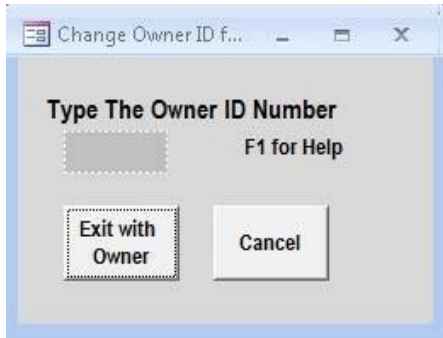 Change Owner ID f...
Type The Owner ID Number
F1 for Help
Exit with
Owner
Cancel